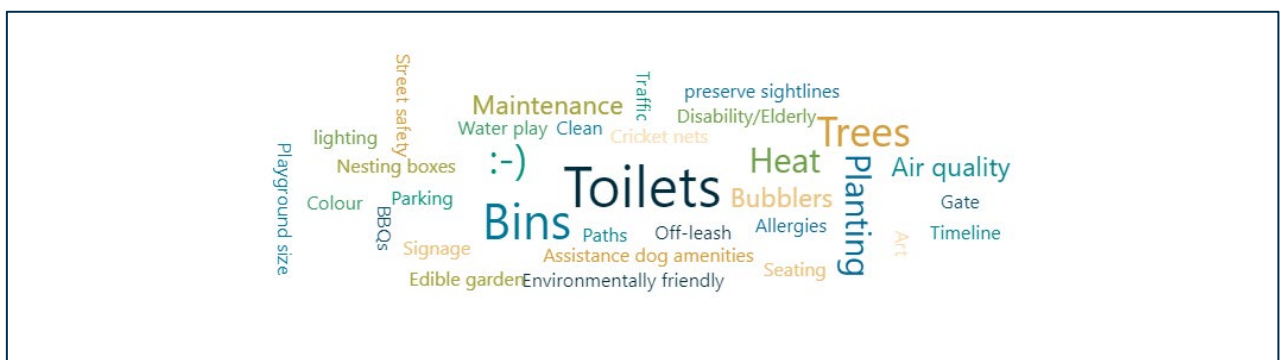 Street safety
Traffic
preserve sightlines
Maintenance
Disability/Elderly
Water play
Clean
Cricket nets
Trees
lighting
Playground size
Nesting boxes
:-)
Toilets
Heat
Planting
Air quality
Colour
BBQs
Parking
Bins
Bubblers
Gate
Paths
Off-leash
Allergies
Art
Timeline
Signage
Assistance dog amenities
Seating
Edible garden
Environmentally friendly